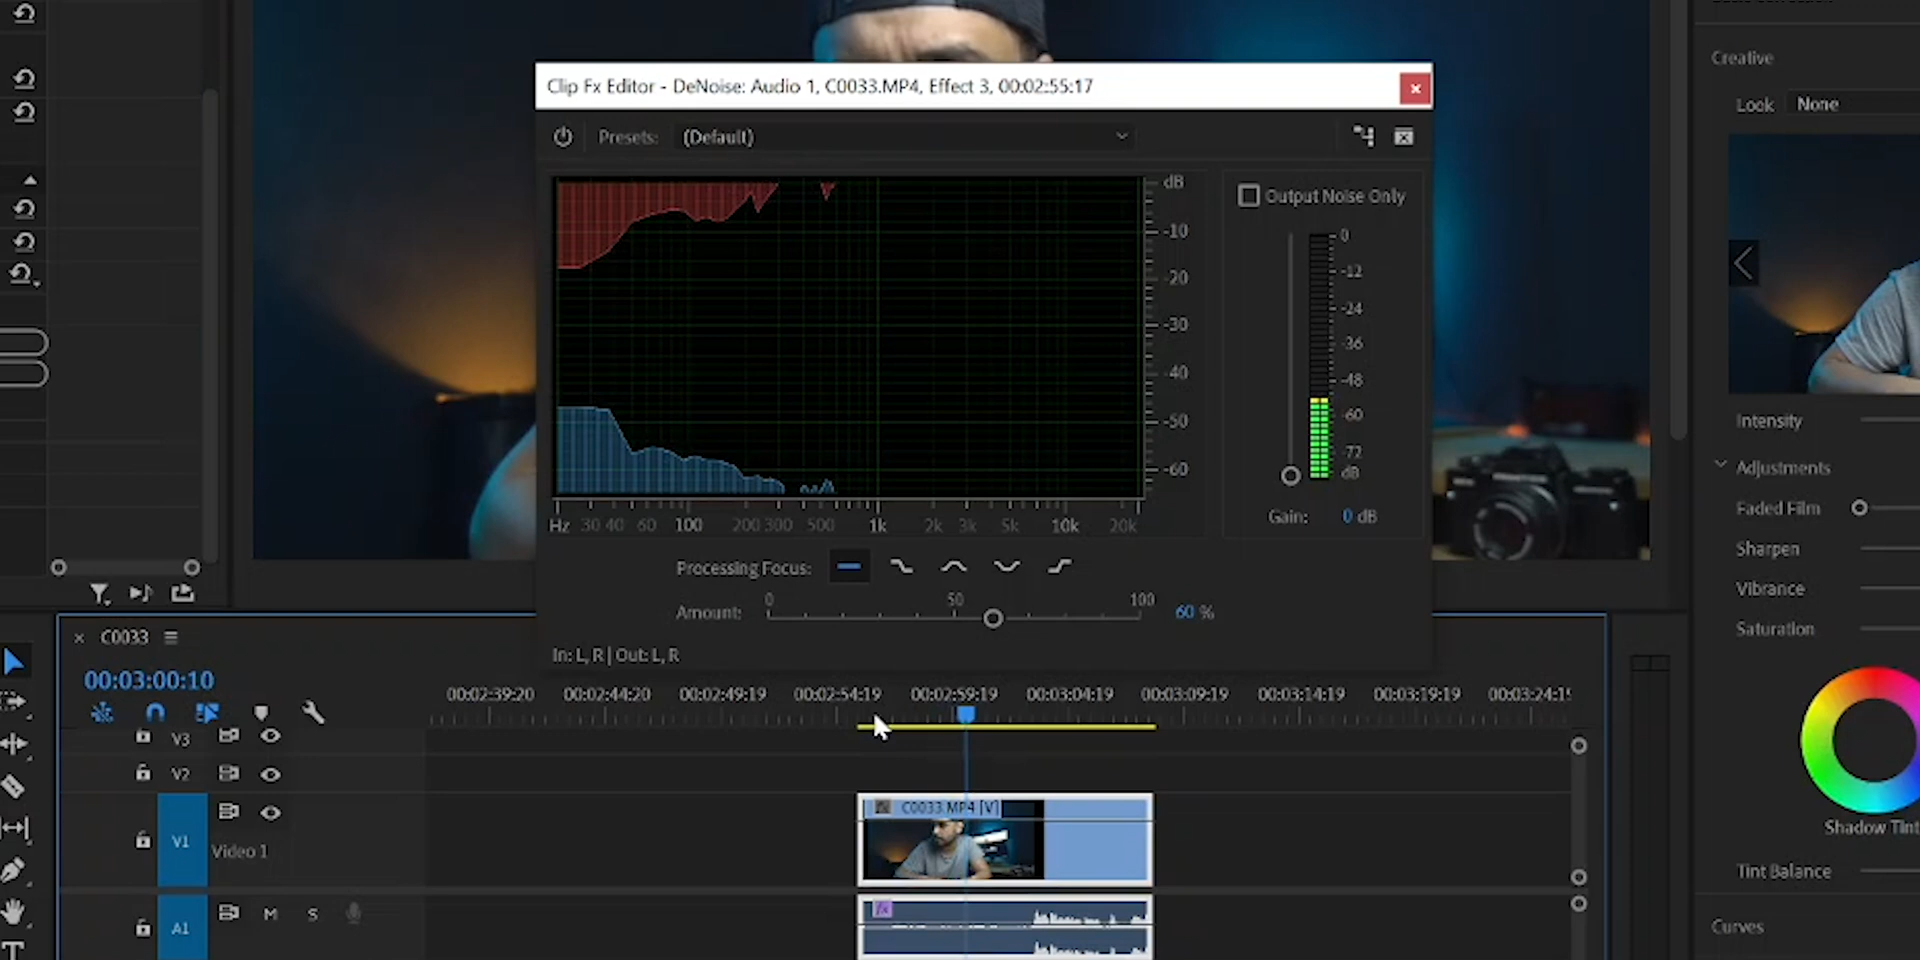 Clip Fx Editor - DeNoise: Audio 1, C0033.MP4, Effect 3, 00:02:55:17
Presets: (Default)
Output Noise Only
dB
-10
-20
-30
-40
-50
-60
Hz 30 40 60 100 200 300 500 1k 2k 3k 5k 10k 20k
0
-12
-24
-36
-48
-60
-72
dB
Gain: 0 dB
Processing Focus:
Amount: 0 50 100 60 %
In: L, R | Out: L, R
Creative
Look None
Intensity
Adjustments
Faded Film
Sharpen
Vibrance
Saturation
Shadow Tint
Tint Balance
Curves
× C0033
00:03:00:10
00:02:39:20 00:02:44:20 00:02:49:19 00:02:54:19 00:02:59:19 00:03:04:19 00:03:09:19 00:03:14:19 00:03:19:19 00:03:24:19
V3
V2
V1 Video 1
C0033.MP4 [V]
fx
A1 M S